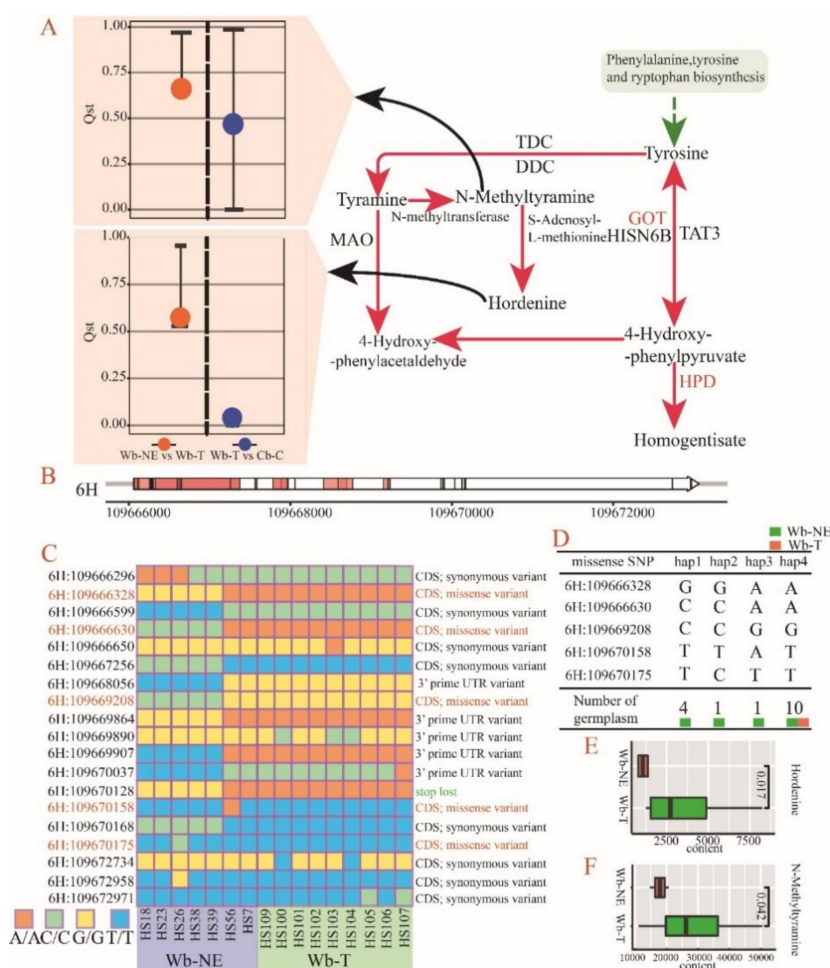 A
1.00
0.75
0.50
0.25
0.00
Qst
1.00
0.75
0.50
0.25
0.00
Qst
Wb-NE vs Wb-T
Wb-T vs Cb-C
Phenylalanine,tyrosine
and ryptophan biosynthesis
TDC
DDC
Tyrosine
Tyramine
N-Methyltyramine
N-methyltransferase
S-Adenosyl-
L-methionine
GOT
HISN6B
TAT3
MAO
Hordenine
4-Hydroxy-
-phenylacetaldehyde
4-Hydroxy-
-phenylpyruvate
HPD
Homogentisate
B
6H
109666000
109668000
109670000
109672000
C
6H:109666296 CDS; synonymous variant
6H:109666328 CDS; missense variant
6H:109666599 CDS; synonymous variant
6H:109666630 CDS; missense variant
6H:109666650 CDS; synonymous variant
6H:109667256 CDS; synonymous variant
6H:109668056 3' prime UTR variant
6H:109669208 CDS; missense variant
6H:109669864 3' prime UTR variant
6H:109669890 3' prime UTR variant
6H:109669907 3' prime UTR variant
6H:109670037 3' prime UTR variant
6H:109670128 stop lost
6H:109670158 CDS; missense variant
6H:109670168 CDS; synonymous variant
6H:109670175 CDS; missense variant
6H:109672734 CDS; synonymous variant
6H:109672958 CDS; synonymous variant
6H:109672971 CDS; synonymous variant
A/A C/C G/G T/T
HS18 HS23 HS26 HS38 HS39 HS56 HS7 HS109 HS100 HS101 HS102 HS103 HS104 HS105 HS106 HS107
Wb-NE Wb-T
D
Wb-NE
Wb-T
missense SNP hap1 hap2 hap3 hap4
6H:109666328 G G A A
6H:109666630 C C A A
6H:109669208 C C G G
6H:109670158 T T A T
6H:109670175 T C T T
Number of
germplasm
4 1 1 10
E
Wb-NE
Wb-T
0.017
Hordenine
2500 5000 7500
content
F
Wb-NE
Wb-T
0.042
N-Methyltyramine
10000 20000 30000 40000 50000
content